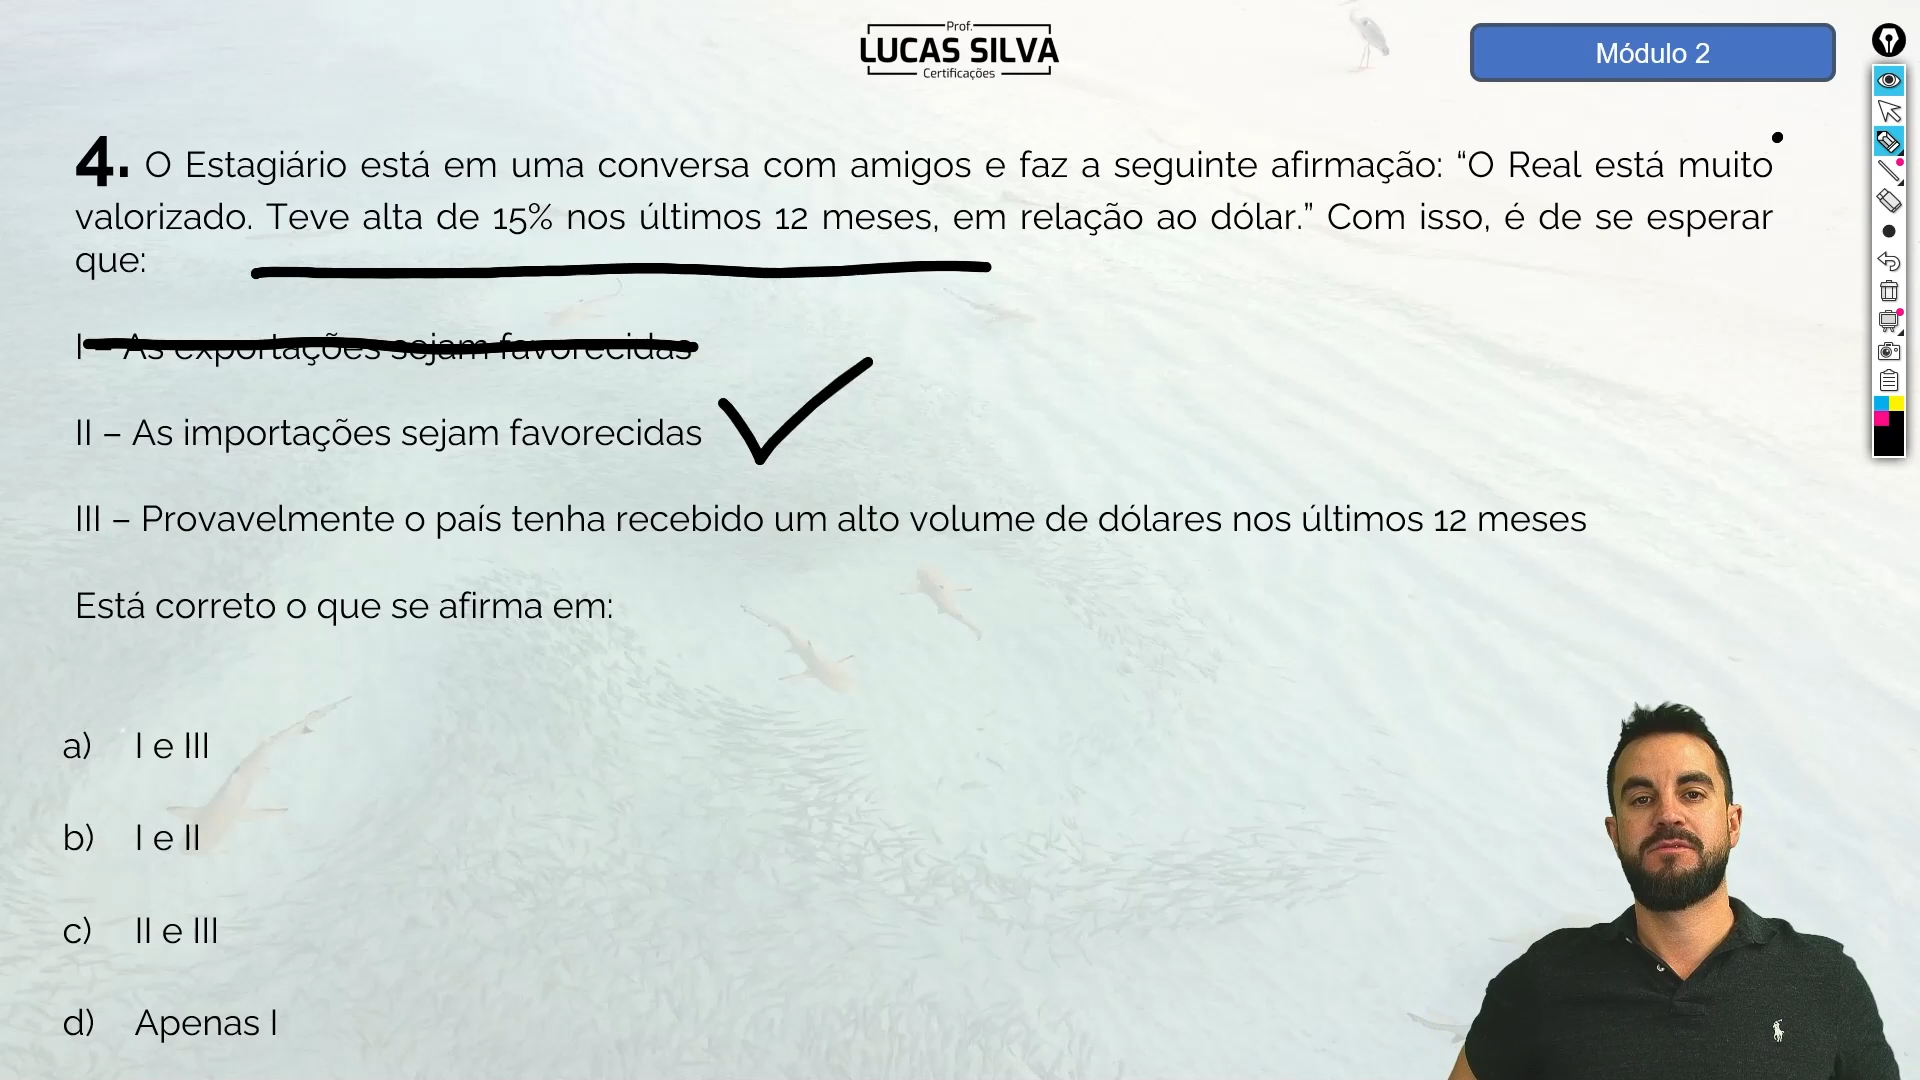 Prof.
LUCAS SILVA
Certificações
Módulo 2
4. O Estagiário está em uma conversa com amigos e faz a seguinte afirmação: “O Real está muito
valorizado. Teve alta de 15% nos últimos 12 meses, em relação ao dólar.” Com isso, é de se esperar
que:
I – As exportações sejam favorecidas
II – As importações sejam favorecidas
III – Provavelmente o país tenha recebido um alto volume de dólares nos últimos 12 meses
Está correto o que se afirma em:
a) I e III
b) I e II
c) II e III
d) Apenas I